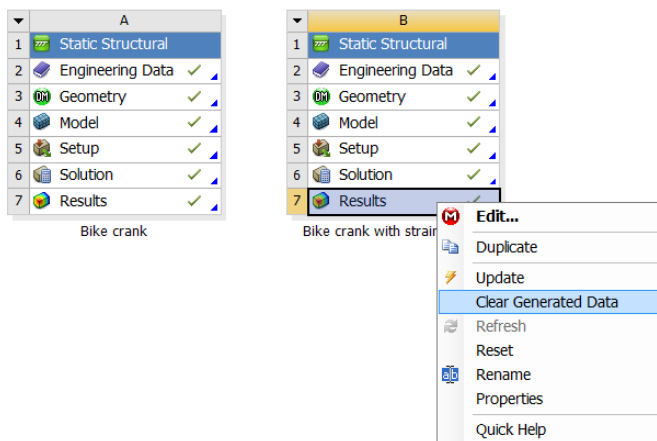 A
1 Static Structural
2 Engineering Data
3 Geometry
4 Model
5 Setup
6 Solution
7 Results
Bike crank
B
1 Static Structural
2 Engineering Data
3 Geometry
4 Model
5 Setup
6 Solution
7 Results
Bike crank with strain
Edit...
Duplicate
Update
Clear Generated Data
Refresh
Reset
Rename
Properties
Quick Help